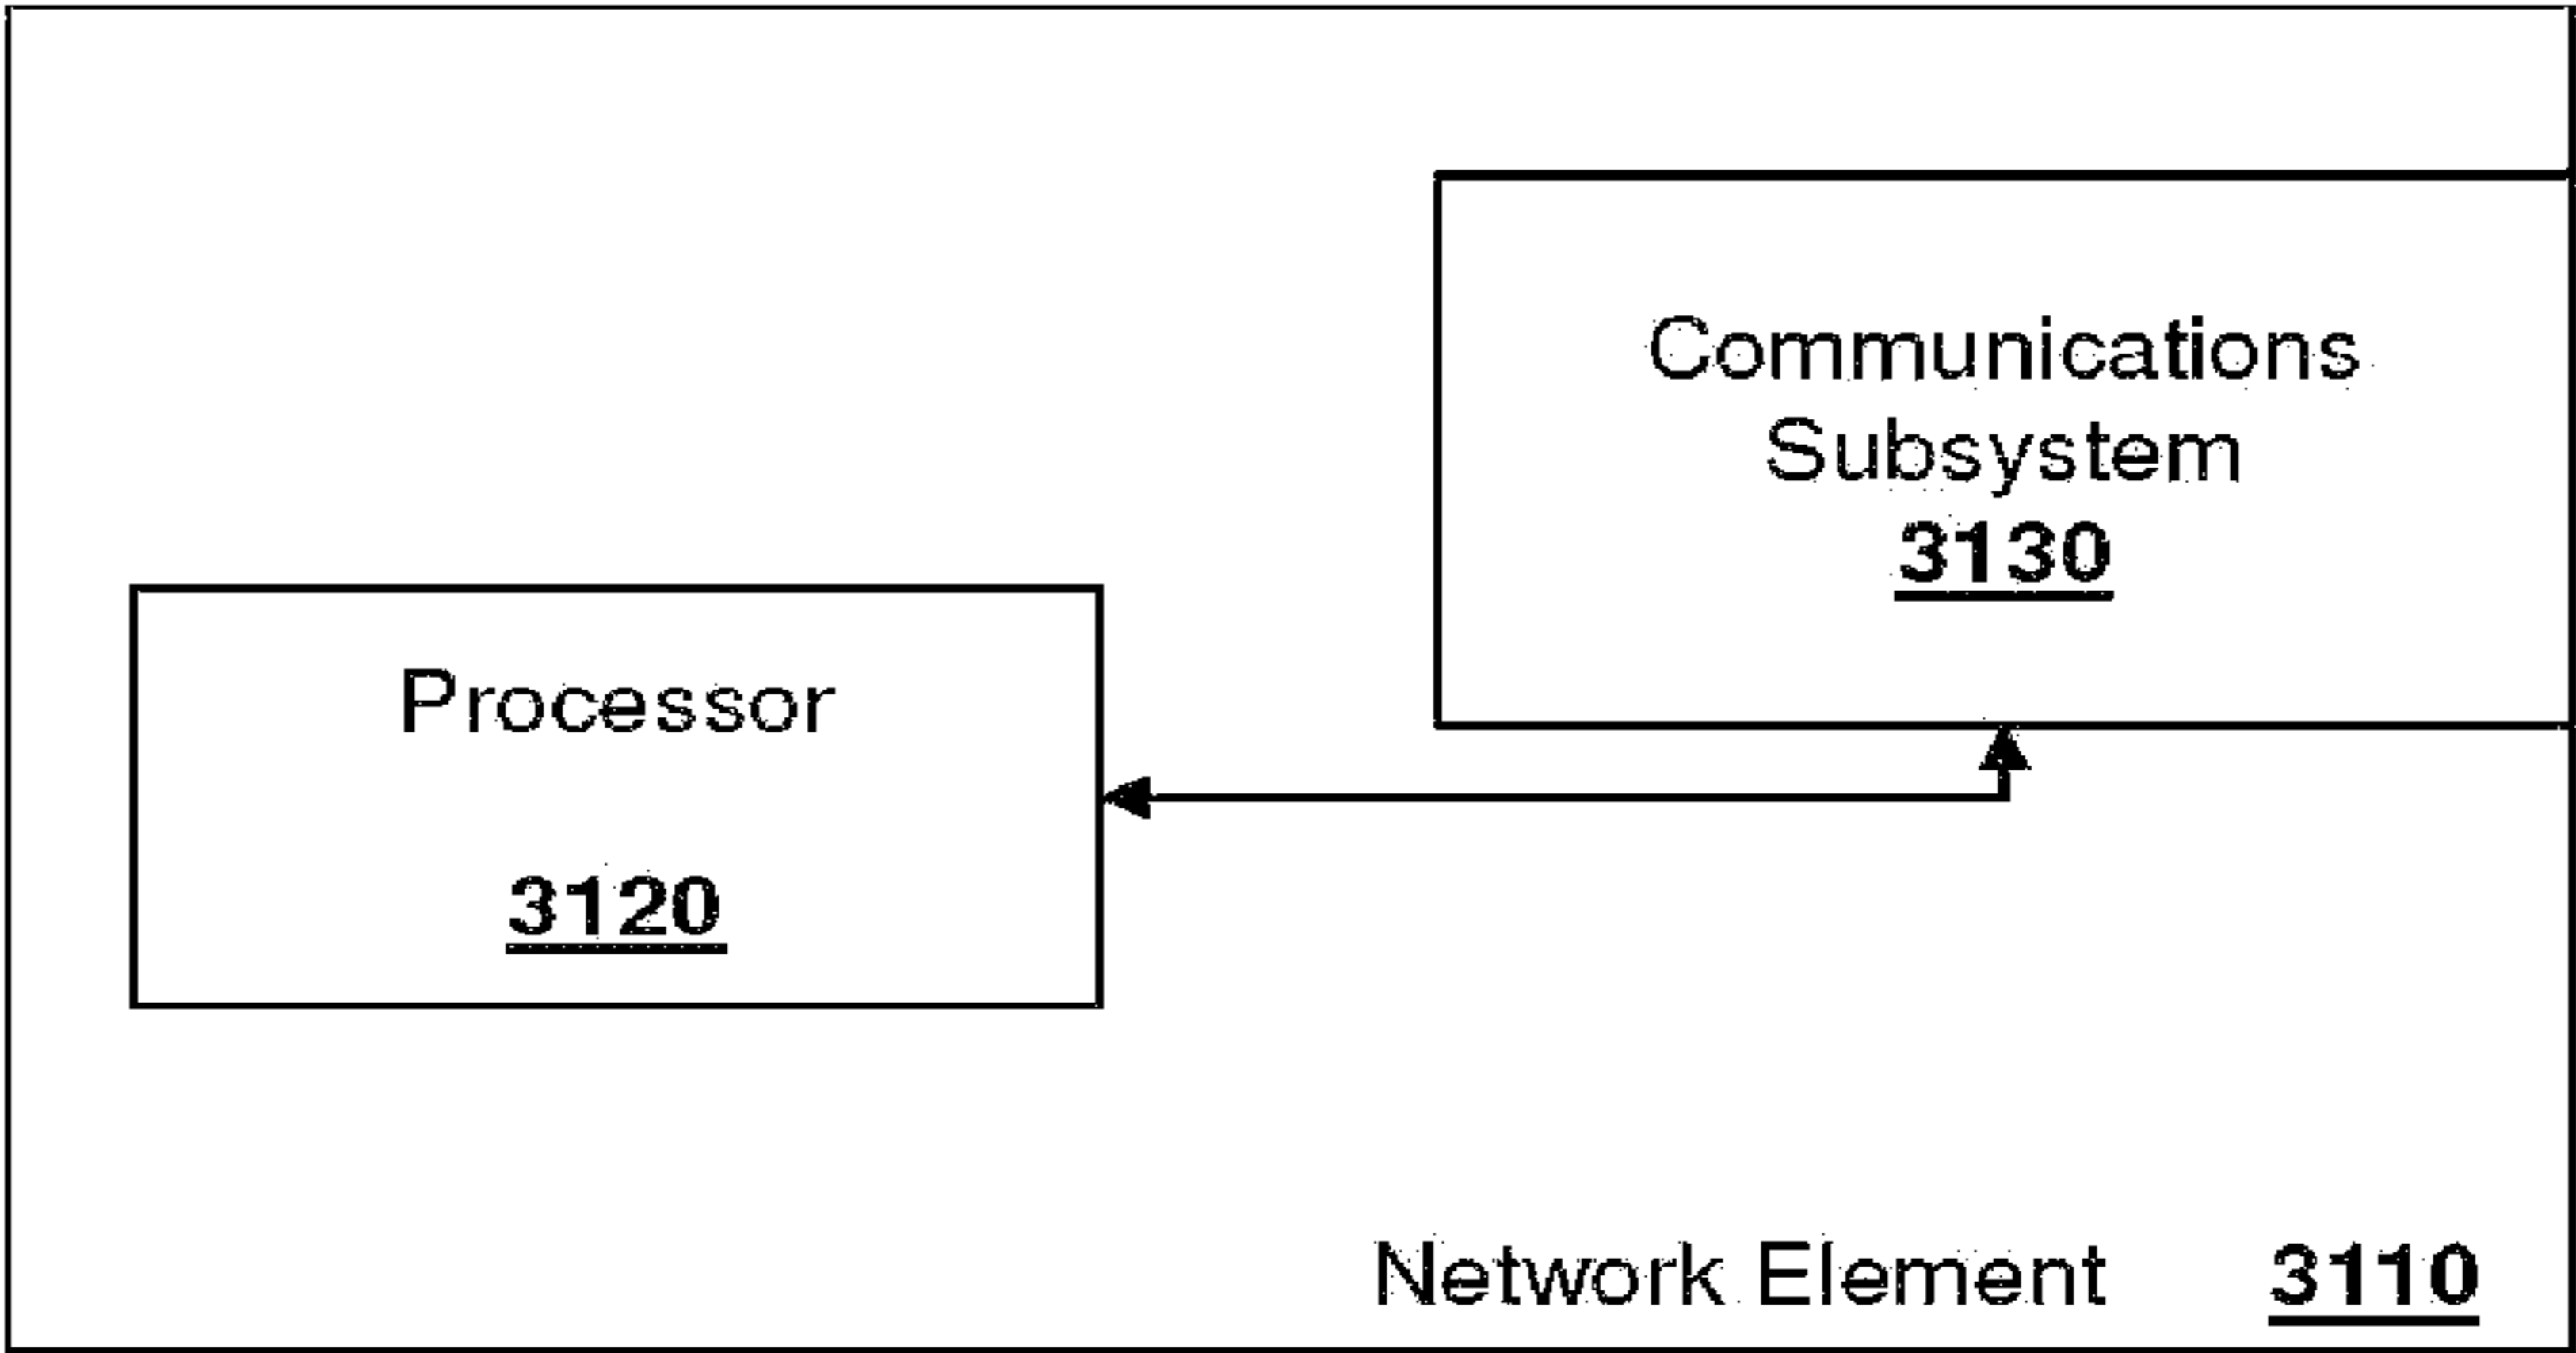 Communications
Subsystem
3130
Processor
3120
Network Element 3110